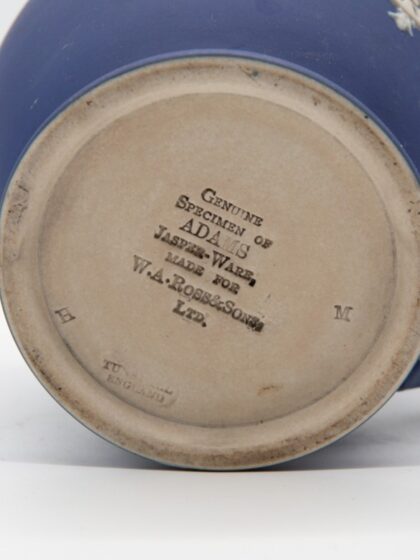 GENUINE
SPECIMEN OF
ADAMS
JASPER-WARE,
MADE FOR
W.A. ROSS & SONS
LTD.
H
M
ENGLAND